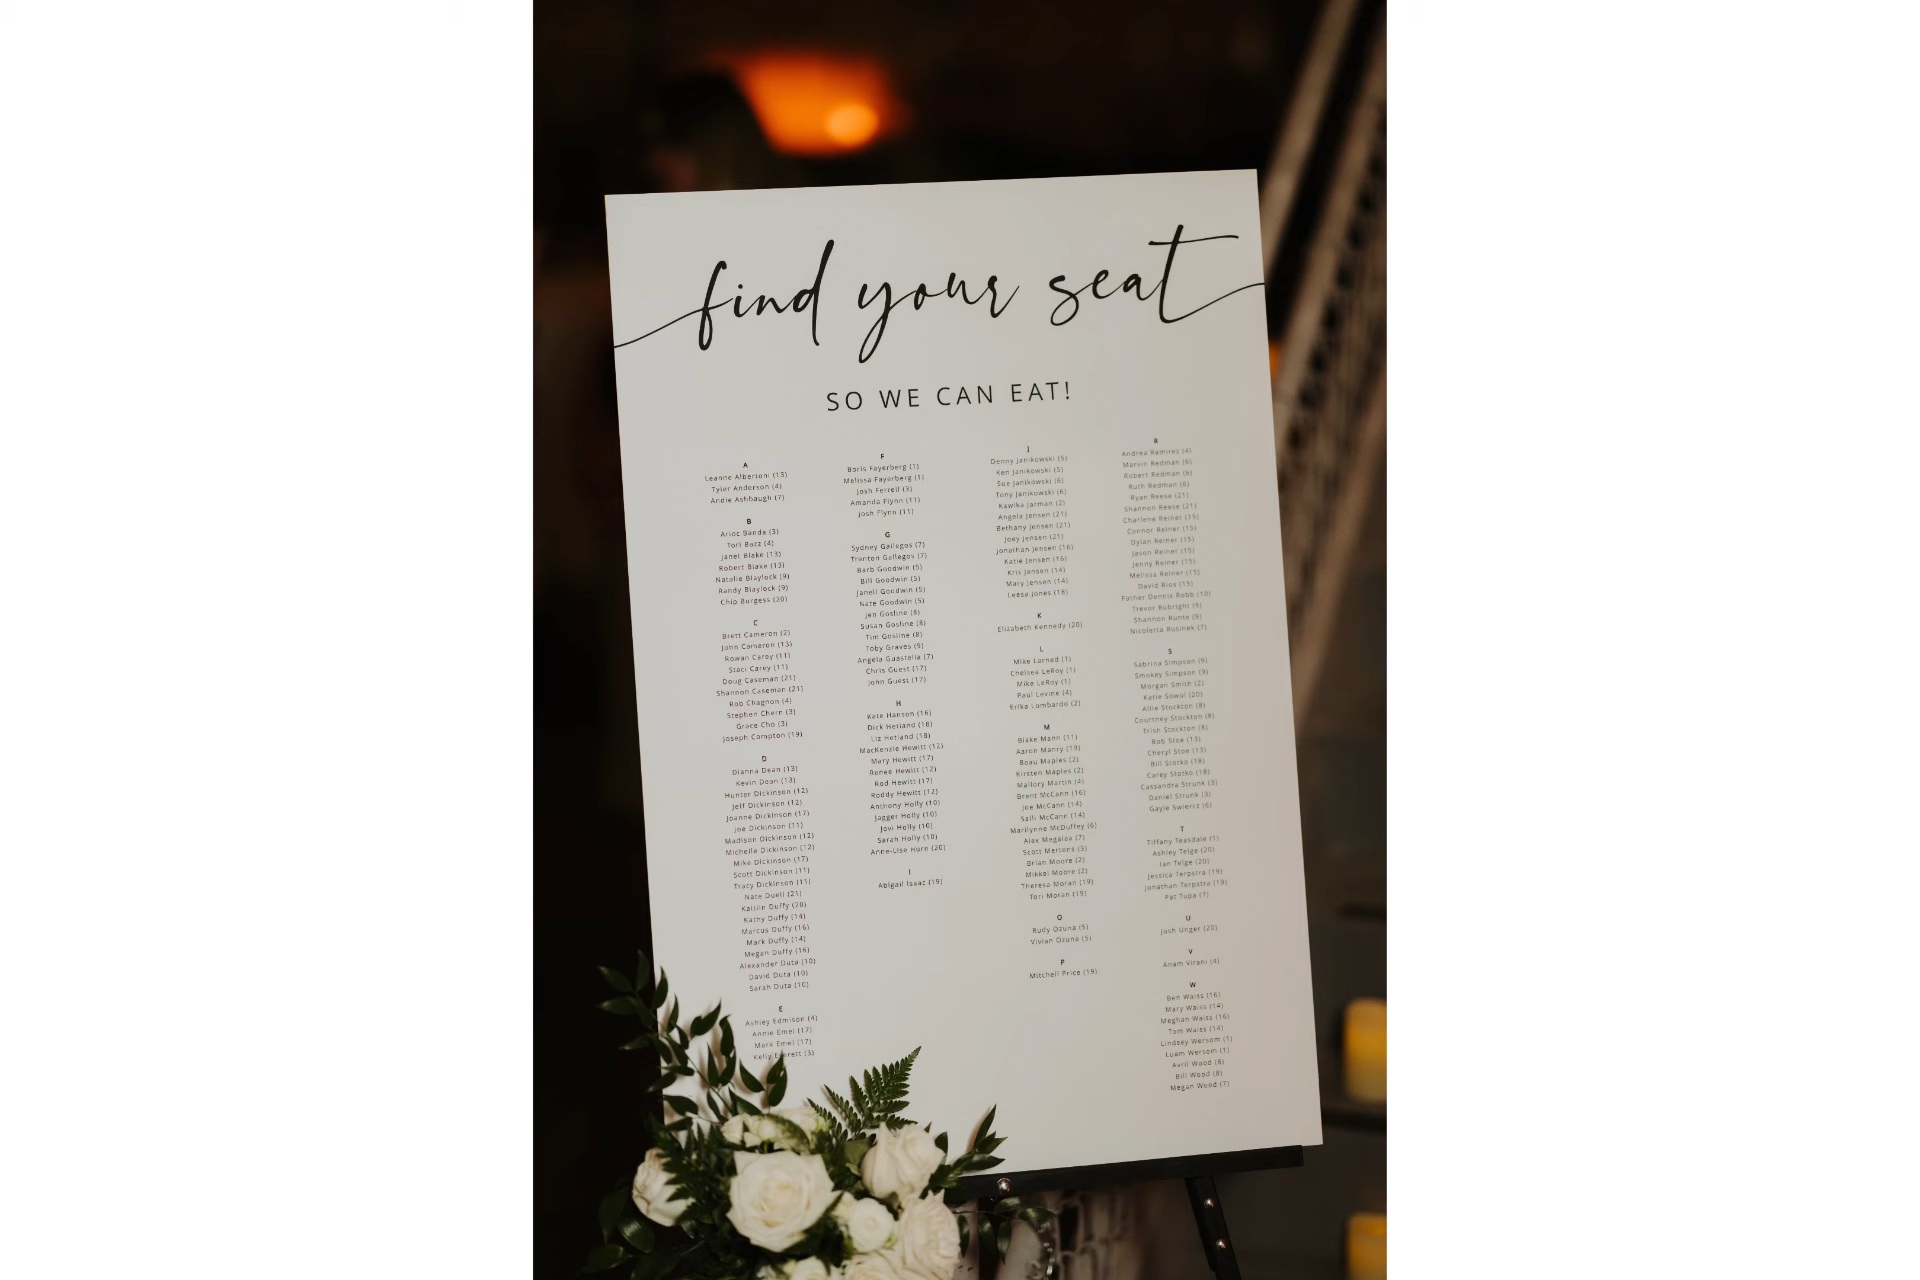 find your seat
SO WE CAN EAT!
A
Leanne Albertoni (13)
Tyler Anderson (4)
Andie Ashbaugh (7)
B
Arioc Banda (3)
Tori Bazz (4)
Janet Blake (13)
Robert Blake (13)
Natalie Blaylock (9)
Randy Blaylock (9)
Chip Burgess (20)
C
Brett Cameron (2)
John Cameron (13)
Rowan Carey (11)
Staci Carey (11)
Doug Caseman (21)
Shannon Caseman (21)
Rob Chagnon (4)
Stephen Chern (3)
Grace Cho (3)
Joseph Compton (19)
D
Dianna Dean (13)
Kevin Dean (13)
Hunter Dickinson (12)
Jeff Dickinson (12)
Joanne Dickinson (17)
Joe Dickinson (11)
Madison Dickinson (12)
Michelle Dickinson (12)
Mike Dickinson (17)
Scott Dickinson (11)
Tracy Dickinson (11)
Nate Duell (21)
Kaitlin Duffy (20)
Kathy Duffy (14)
Marcus Duffy (16)
Mark Duffy (14)
Megan Duffy (16)
Alexander Duta (10)
David Duta (10)
Sarah Duta (10)
E
Ashley Edmison (4)
Annie Emel (17)
Mark Emel (17)
Kelly Everett (3)
F
Boris Fayerberg (1)
Melissa Fayerberg (1)
Josh Ferrell (3)
Amanda Flynn (11)
Josh Flynn (11)
G
Sydney Gallegos (7)
Trenton Gallegos (7)
Barb Goodwin (5)
Bill Goodwin (5)
Janell Goodwin (5)
Nate Goodwin (5)
Jen Gosline (8)
Susan Gosline (8)
Tim Gosline (8)
Toby Graves (9)
Angela Guastella (7)
Chris Guest (17)
John Guest (17)
H
Kate Hanson (16)
Dick Hetland (18)
Liz Hetland (18)
MacKenzie Hewitt (12)
Mary Hewitt (17)
Renee Hewitt (12)
Rod Hewitt (17)
Roddy Hewitt (12)
Anthony Holly (10)
Jagger Holly (10)
Jovi Holly (10)
Sarah Holly (10)
Anne-Lise Hurn (20)
I
Abigail Isaac (19)
J
Denny Janikowski (5)
Ken Janikowski (5)
Sue Janikowski (6)
Tony Janikowski (6)
Kawika Jarman (2)
Angela Jensen (21)
Bethany Jensen (21)
Joey Jensen (21)
Jonathan Jensen (16)
Katie Jensen (16)
Kris Jensen (14)
Mary Jensen (14)
Leesa Jones (18)
K
Elizabeth Kennedy (20)
L
Mike Larned (1)
Chelsea LeRoy (1)
Mike LeRoy (1)
Paul Levine (4)
Erika Lombardo (2)
M
Blake Mann (11)
Aaron Manry (19)
Beau Maples (2)
Kirsten Maples (2)
Mallory Martin (4)
Brent McCann (16)
Joe McCann (14)
Salli McCann (14)
Marilynne McDuffey (6)
Alex Megalaa (7)
Scott Mertens (3)
Brian Moore (2)
Mikkel Moore (2)
Theresa Moran (19)
Tori Moran (19)
O
Rudy Ozuna (5)
Vivian Ozuna (5)
P
Mitchell Price (19)
R
Andrea Ramirez (4)
Marvin Redman (6)
Robert Redman (6)
Ruth Redman (6)
Ryan Reese (21)
Shannon Reese (21)
Charlene Reiner (15)
Connor Reiner (15)
Dylan Reiner (15)
Jason Reiner (15)
Jenny Reiner (15)
Melissa Reiner (15)
David Rios (15)
Father Dennis Robb (10)
Trevor Rubright (9)
Shannon Runte (9)
Nicoletta Rusinek (7)
S
Sabrina Simpson (9)
Smokey Simpson (9)
Morgan Smith (2)
Katie Sowul (20)
Allie Stockton (8)
Courtney Stockton (8)
Trish Stockton (8)
Bob Stoe (13)
Cheryl Stoe (13)
Bill Stotko (18)
Carey Stotko (18)
Cassandra Strunk (3)
Daniel Strunk (3)
Gayle Swiercz (6)
T
Tiffany Teasdale (1)
Ashley Telge (20)
Ian Telge (20)
Jessica Terpstra (19)
Jonathan Terpstra (19)
Pat Tupa (7)
U
Josh Unger (20)
V
Anam Virani (4)
W
Ben Waiss (16)
Mary Waiss (14)
Meghan Waiss (16)
Tom Waiss (14)
Lindsey Wersom (1)
Luam Wersom (1)
Avril Wood (8)
Bill Wood (8)
Megan Wood (7)